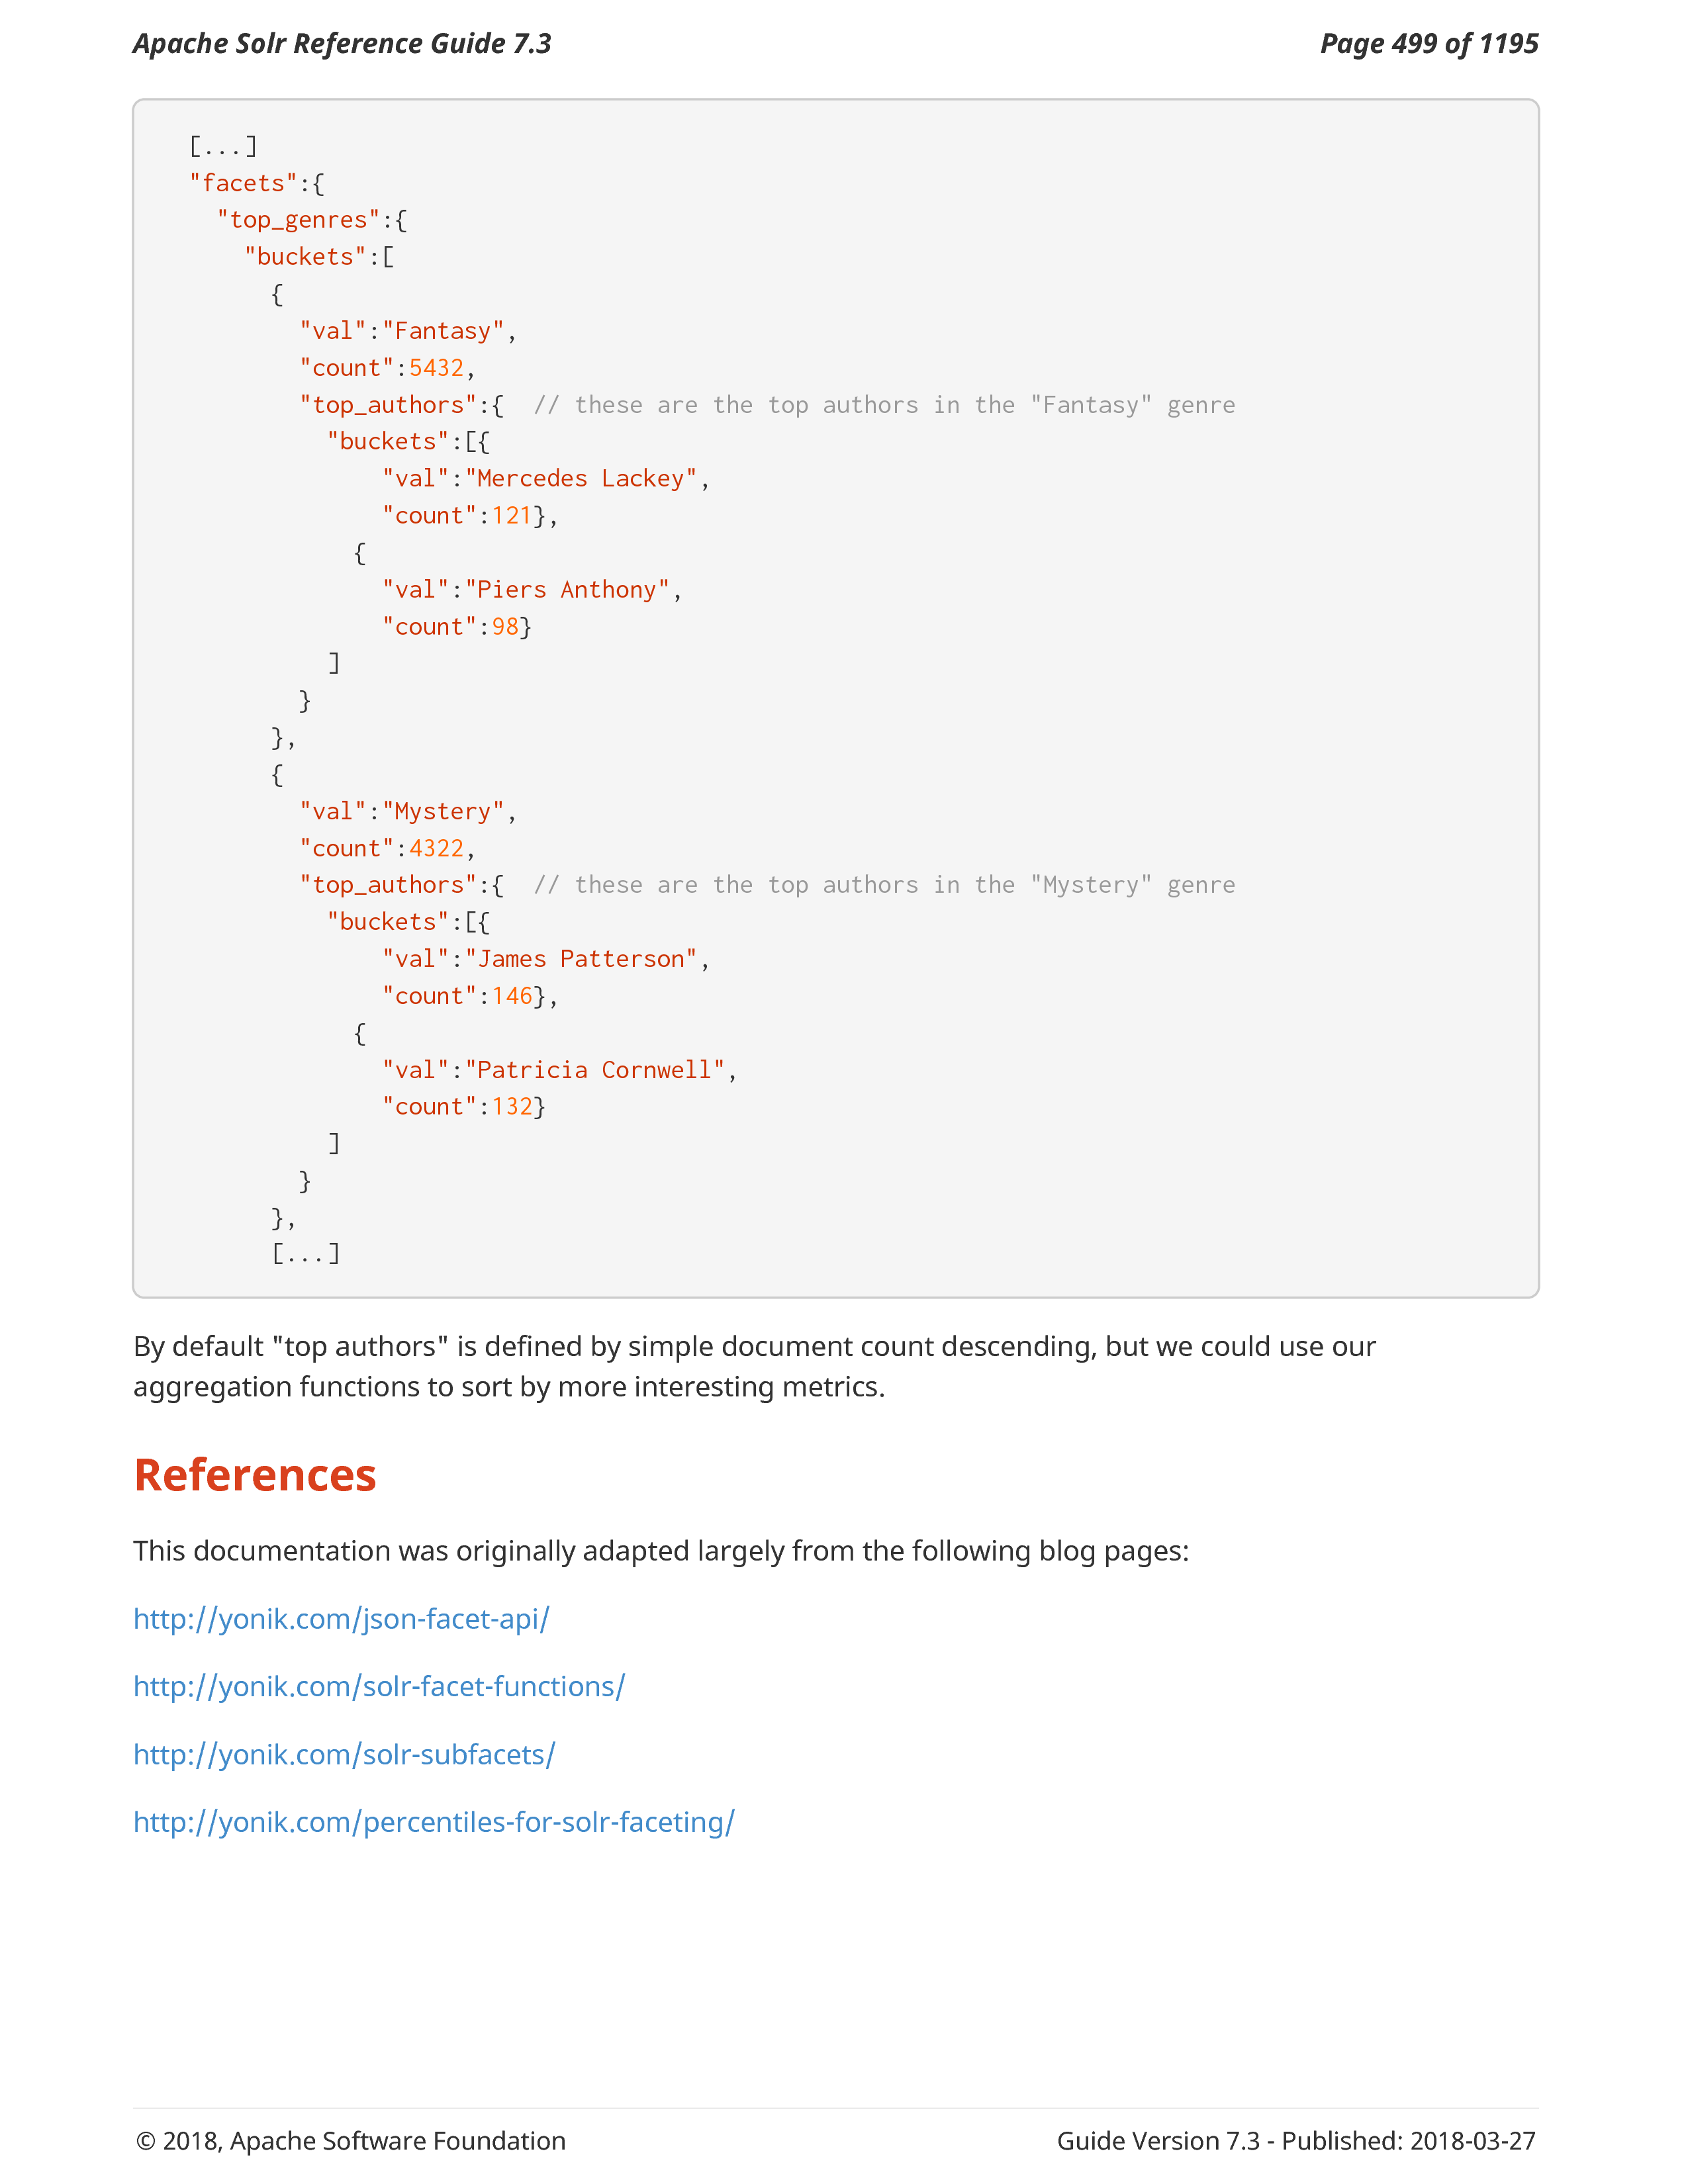 Apache Solr Reference Guide 7.3
Page 499 of 1195
[...]
"facets":{
  "top_genres":{
    "buckets":[
      {
        "val":"Fantasy",
        "count":5432,
        "top_authors":{  // these are the top authors in the "Fantasy" genre
          "buckets":[{
              "val":"Mercedes Lackey",
              "count":121},
            {
              "val":"Piers Anthony",
              "count":98}
          ]
        }
      },
      {
        "val":"Mystery",
        "count":4322,
        "top_authors":{  // these are the top authors in the "Mystery" genre
          "buckets":[{
              "val":"James Patterson",
              "count":146},
            {
              "val":"Patricia Cornwell",
              "count":132}
          ]
        }
      },
      [...]
By default "top authors" is defined by simple document count descending, but we could use our
aggregation functions to sort by more interesting metrics.
References
This documentation was originally adapted largely from the following blog pages:
http://yonik.com/json-facet-api/
http://yonik.com/solr-facet-functions/
http://yonik.com/solr-subfacets/
http://yonik.com/percentiles-for-solr-faceting/
© 2018, Apache Software Foundation
Guide Version 7.3 - Published: 2018-03-27